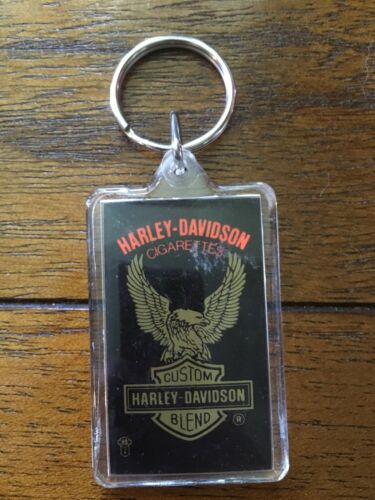 HARLEY-DAVIDSON
CIGARETTES
CUSTOM
HARLEY-DAVIDSON
BLEND ®